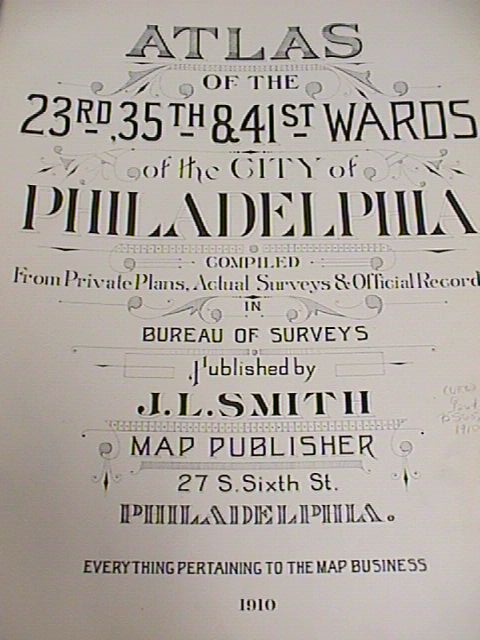 ATLAS
OF THE
23RD, 35TH & 41ST WARDS
of the CITY of
PHILADELPHIA
COMPILED
From Private Plans, Actual Surveys & Official Record
IN
BUREAU OF SURVEYS
Published by
J.L. SMITH
MAP PUBLISHER
27 S. Sixth St.
PHILADELPHIA.
EVERYTHING PERTAINING TO THE MAP BUSINESS
1910
1910